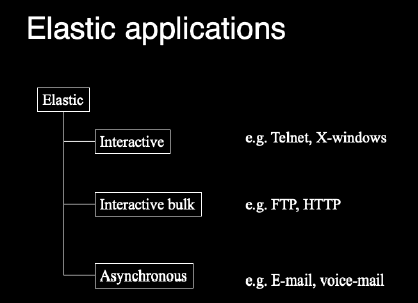 Elastic applications
Elastic
Interactive e.g. Telnet, X-windows
Interactive bulk e.g. FTP, HTTP
Asynchronous e.g. E-mail, voice-mail